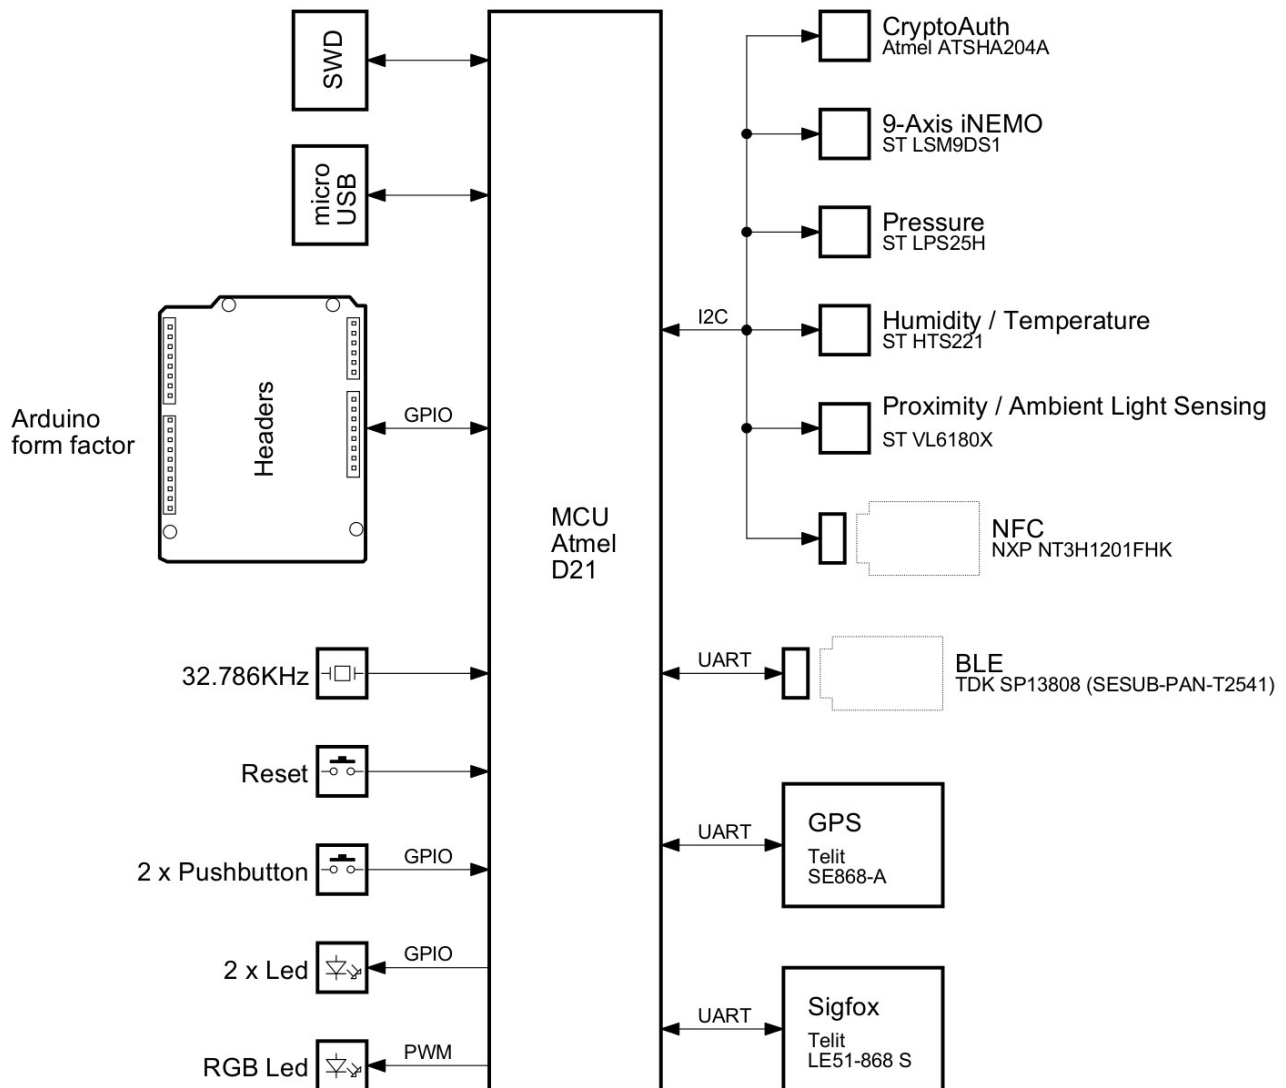 SWD
micro
USB
Arduino
form factor
Headers
GPIO
32.786KHz
Reset
2 x Pushbutton
GPIO
2 x Led
GPIO
RGB Led
PWM
MCU
Atmel
D21
I2C
CryptoAuth
Atmel ATSHA204A
9-Axis iNEMO
ST LSM9DS1
Pressure
ST LPS25H
Humidity / Temperature
ST HTS221
Proximity / Ambient Light Sensing
ST VL6180X
NFC
NXP NT3H1201FHK
UART
BLE
TDK SP13808 (SESUB-PAN-T2541)
UART
GPS
Telit
SE868-A
UART
Sigfox
Telit
LE51-868 S